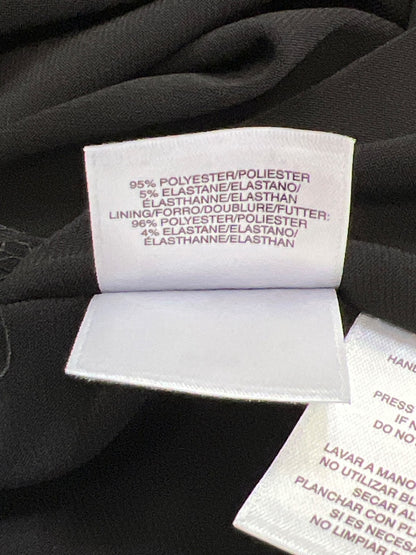 95% POLYESTER/POLIESTER
5% ELASTANE/ELASTANO/
ÉLASTHANNE/ELASTHAN
LINING/FORRO/DOUBLURE/FUTTER:
96% POLYESTER/POLIESTER
4% ELASTANE/ELASTANO/
ÉLASTHANNE/ELASTHAN
HAND
PRESS
IF N
DO NO
LAVAR A MANO
NO UTILIZAR BL
SECAR AL
PLANCHAR CON PL
SI ES NECES
NO LIMPIAR